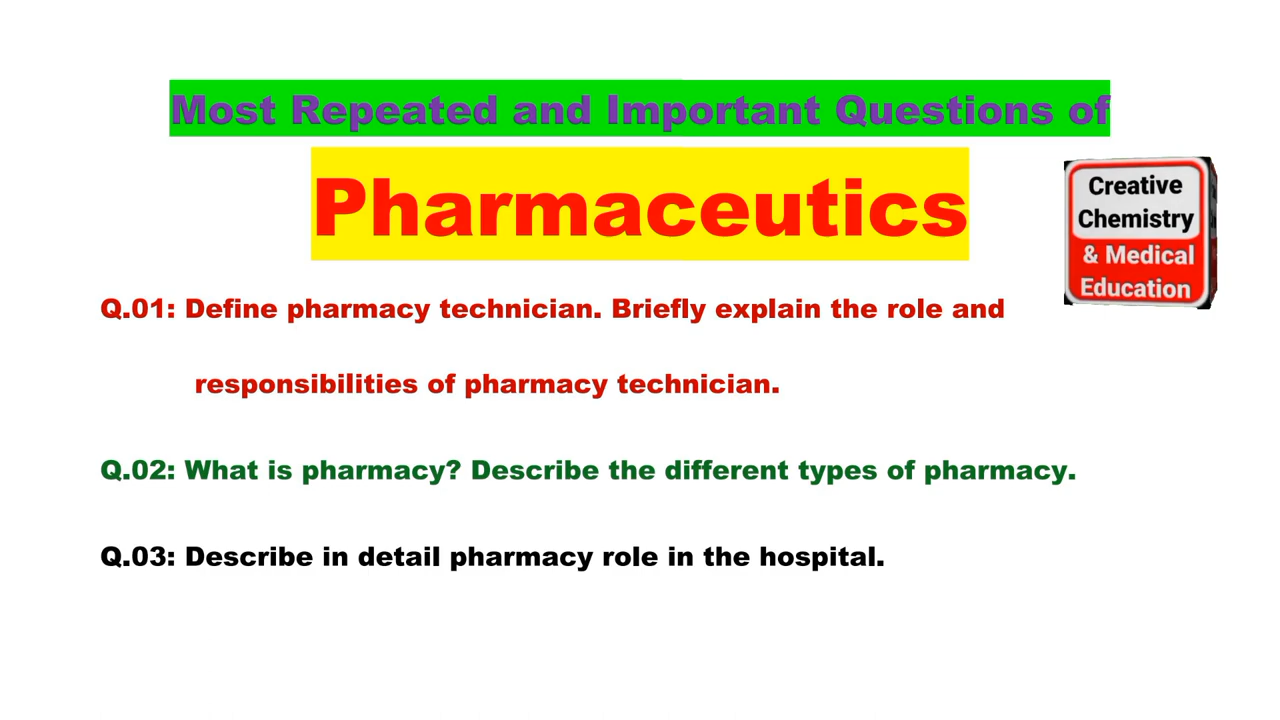 Most Repeated and Important Questions of
Pharmaceutics
Creative
Chemistry
& Medical
Education
Q.01: Define pharmacy technician. Briefly explain the role and
responsibilities of pharmacy technician.
Q.02: What is pharmacy? Describe the different types of pharmacy.
Q.03: Describe in detail pharmacy role in the hospital.